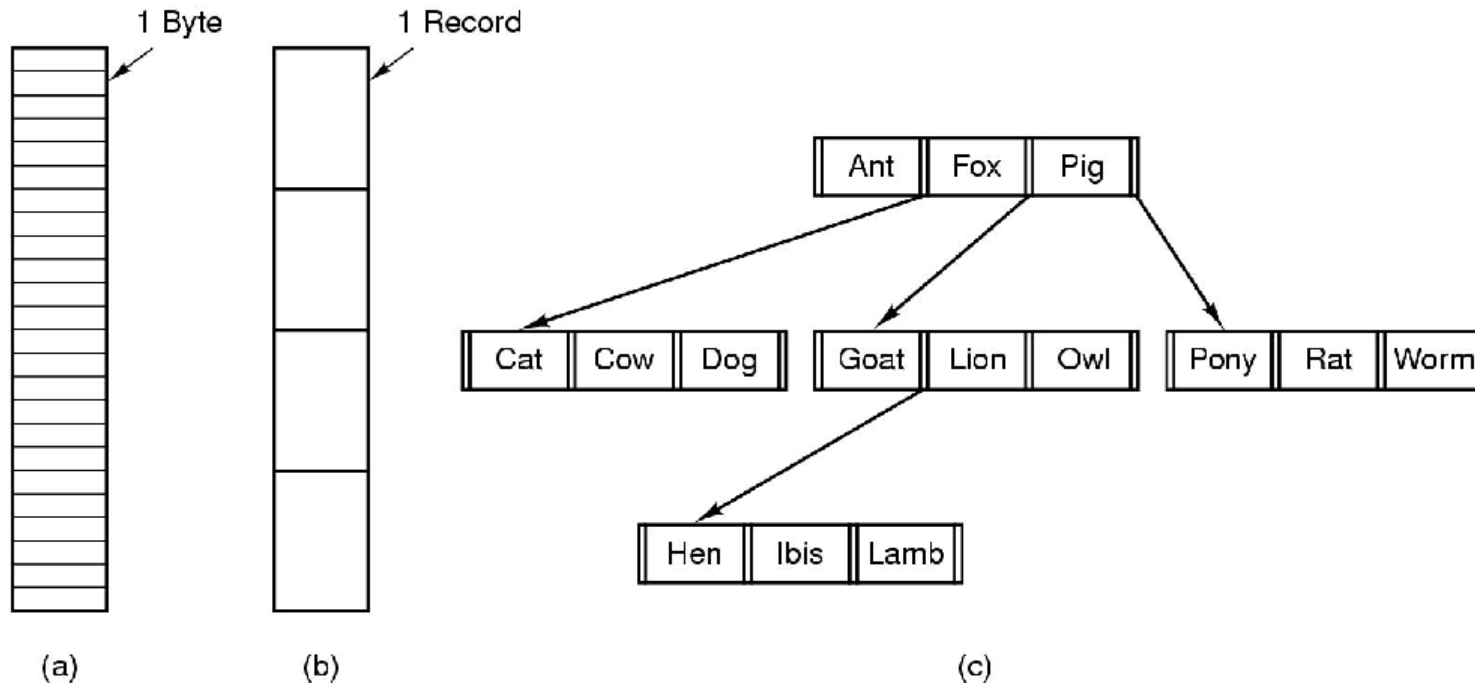 1 Byte
1 Record
Ant Fox Pig
Cat Cow Dog Goat Lion Owl Pony Rat Worm
Hen Ibis Lamb
(a) (b) (c)